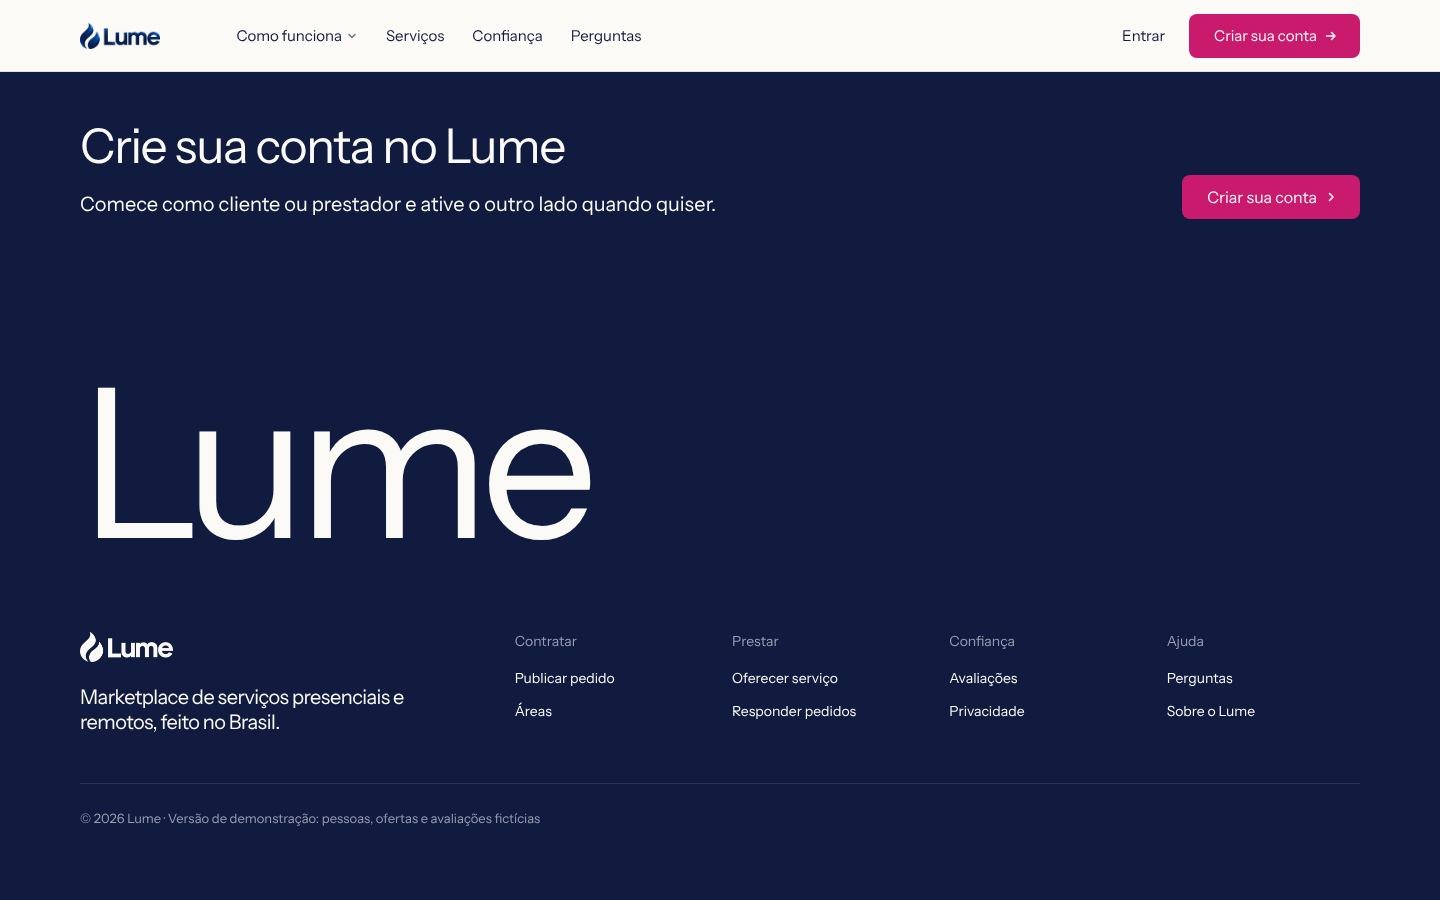 Lume
Como funciona
Serviços
Confiança
Perguntas
Entrar
Criar sua conta
Crie sua conta no Lume
Comece como cliente ou prestador e ative o outro lado quando quiser.
Criar sua conta
Lume
Lume
Marketplace de serviços presenciais e
remotos, feito no Brasil.
Contratar
Publicar pedido
Áreas
Prestar
Oferecer serviço
Responder pedidos
Confiança
Avaliações
Privacidade
Ajuda
Perguntas
Sobre o Lume
© 2026 Lume · Versão de demonstração: pessoas, ofertas e avaliações fictícias